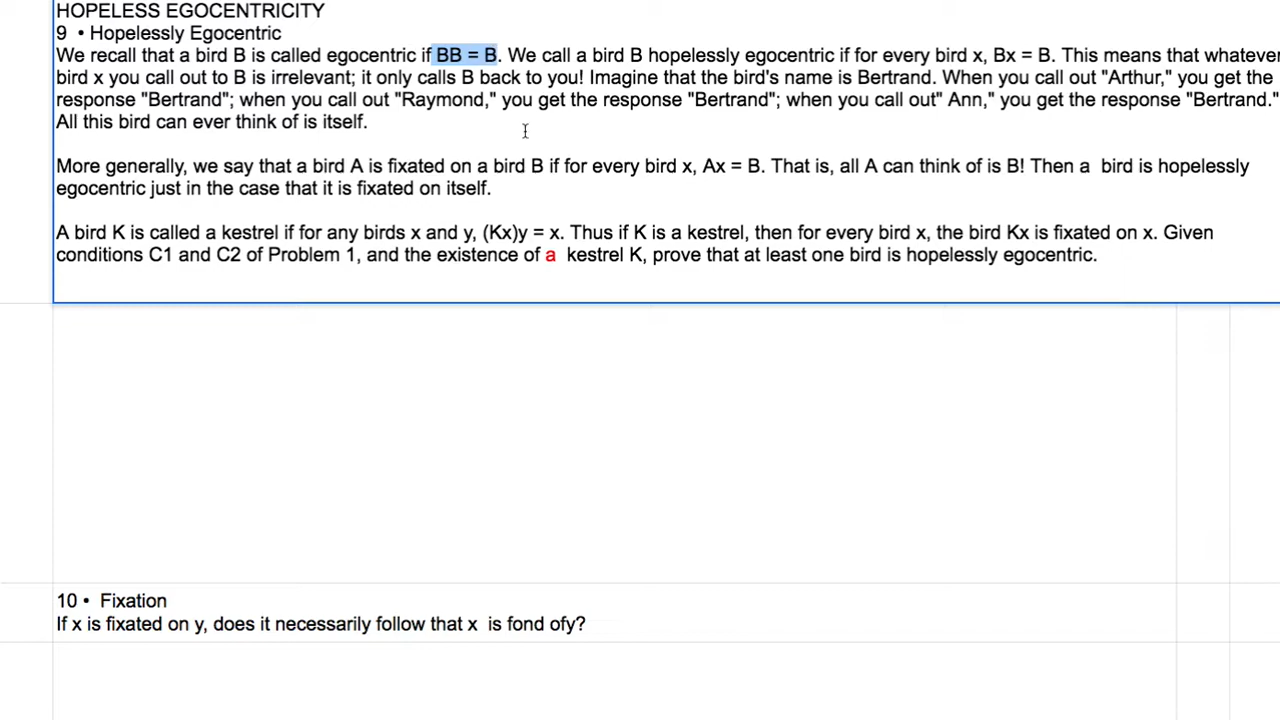 HOPELESS EGOCENTRICITY
9 • Hopelessly Egocentric
We recall that a bird B is called egocentric if BB = B. We call a bird B hopelessly egocentric if for every bird x, Bx = B. This means that whatever
bird x you call out to B is irrelevant; it only calls B back to you! Imagine that the bird's name is Bertrand. When you call out "Arthur," you get the
response "Bertrand"; when you call out "Raymond," you get the response "Bertrand"; when you call out" Ann," you get the response "Bertrand."
All this bird can ever think of is itself.
More generally, we say that a bird A is fixated on a bird B if for every bird x, Ax = B. That is, all A can think of is B! Then a  bird is hopelessly
egocentric just in the case that it is fixated on itself.
A bird K is called a kestrel if for any birds x and y, (Kx)y = x. Thus if K is a kestrel, then for every bird x, the bird Kx is fixated on x. Given
conditions C1 and C2 of Problem 1, and the existence of a  kestrel K, prove that at least one bird is hopelessly egocentric.
10 •  Fixation
If x is fixated on y, does it necessarily follow that x  is fond ofy?